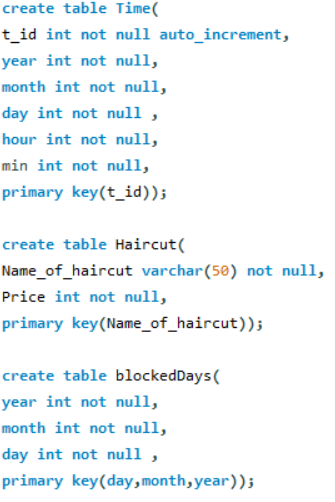 create table Time(
t_id int not null auto_increment,
year int not null,
month int not null,
day int not null ,
hour int not null,
min int not null,
primary key(t_id));
create table Haircut(
Name_of_haircut varchar(50) not null,
Price int not null,
primary key(Name_of_haircut));
create table blockedDays(
year int not null,
month int not null,
day int not null ,
primary key(day,month,year));